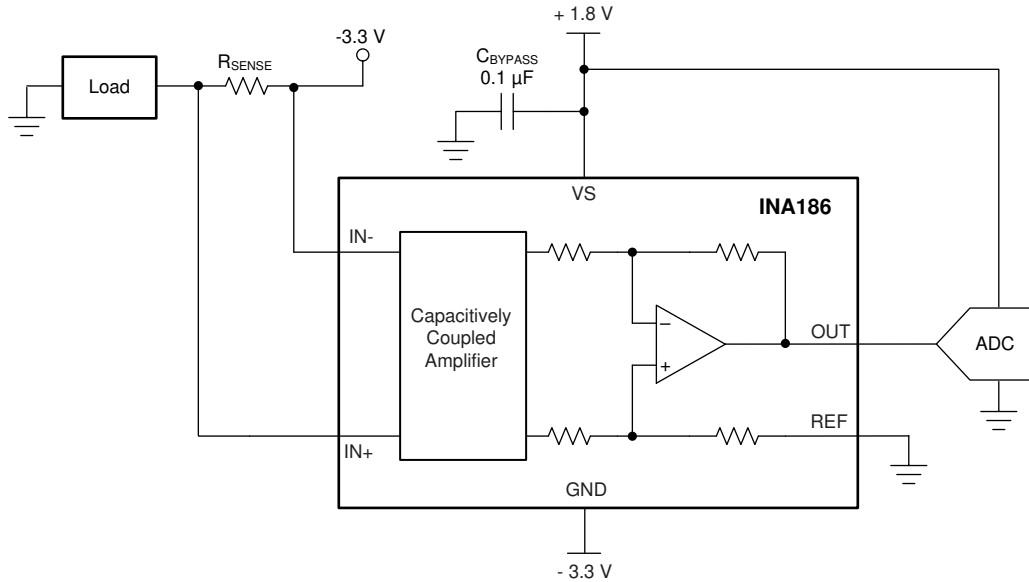 + 1.8 V
-3.3 V
R_SENSE
C_BYPASS
0.1 µF
Load
VS
INA186
IN-
Capacitively
Coupled
Amplifier
−
+
OUT
ADC
REF
IN+
GND
- 3.3 V